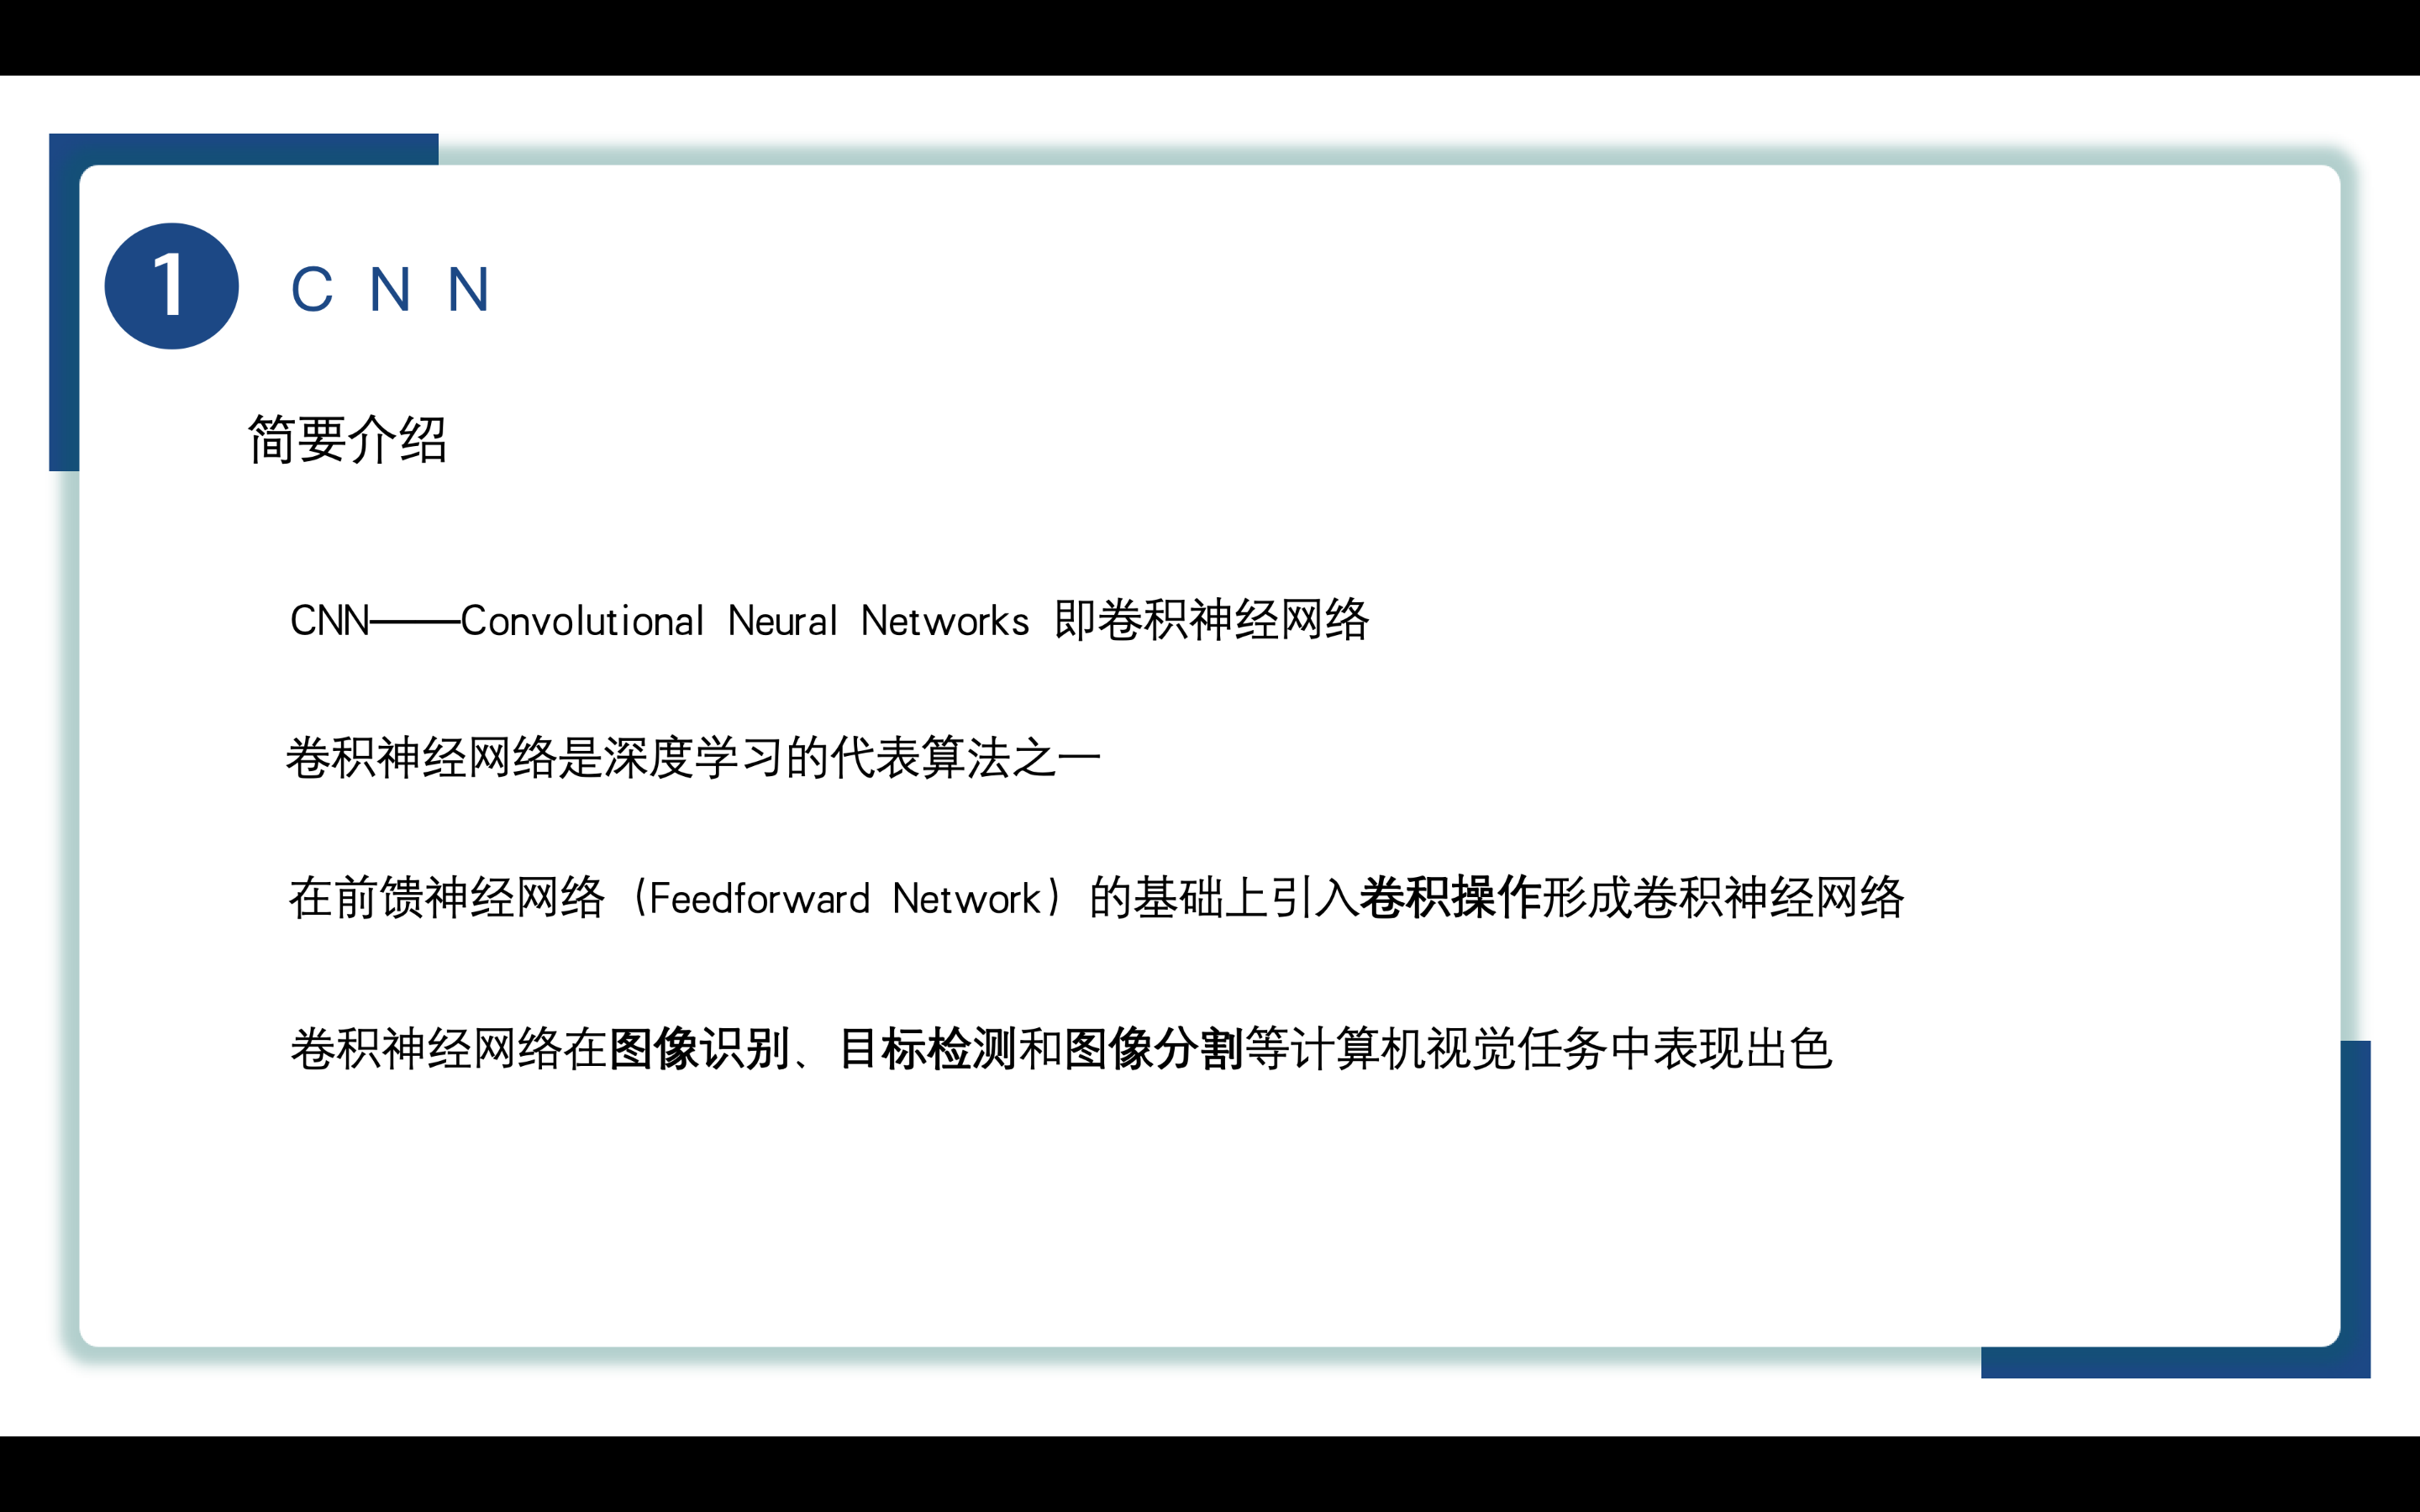 1
CNN
简要介绍
CNN——Convolutional Neural Networks 即卷积神经网络
卷积神经网络是深度学习的代表算法之一
在前馈神经网络（Feedforward Network）的基础上引入卷积操作形成卷积神经网络
卷积神经网络在图像识别、目标检测和图像分割等计算机视觉任务中表现出色